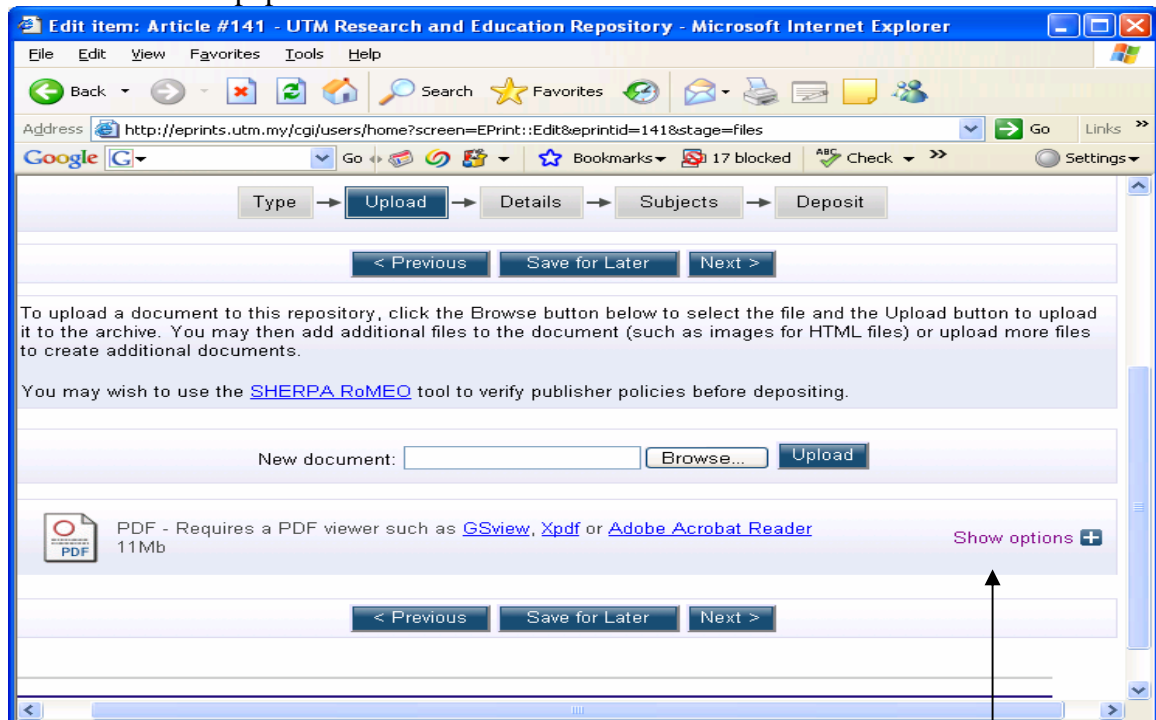 Edit item: Article #141 - UTM Research and Education Repository - Microsoft Internet Explorer
File Edit View Favorites Tools Help
Back Search Favorites
Address http://eprints.utm.my/cgi/users/home?screen=EPrint::Edit&eprintid=141&stage=files Go Links »
Google G Go Bookmarks 17 blocked ABC Check » Settings
Type Upload Details Subjects Deposit
< Previous Save for Later Next >
To upload a document to this repository, click the Browse button below to select the file and the Upload button to upload
it to the archive. You may then add additional files to the document (such as images for HTML files) or upload more files
to create additional documents.
You may wish to use the SHERPA RoMEO tool to verify publisher policies before depositing.
New document: Browse... Upload
PDF PDF - Requires a PDF viewer such as GSview, Xpdf or Adobe Acrobat Reader
11Mb
Show options
< Previous Save for Later Next >